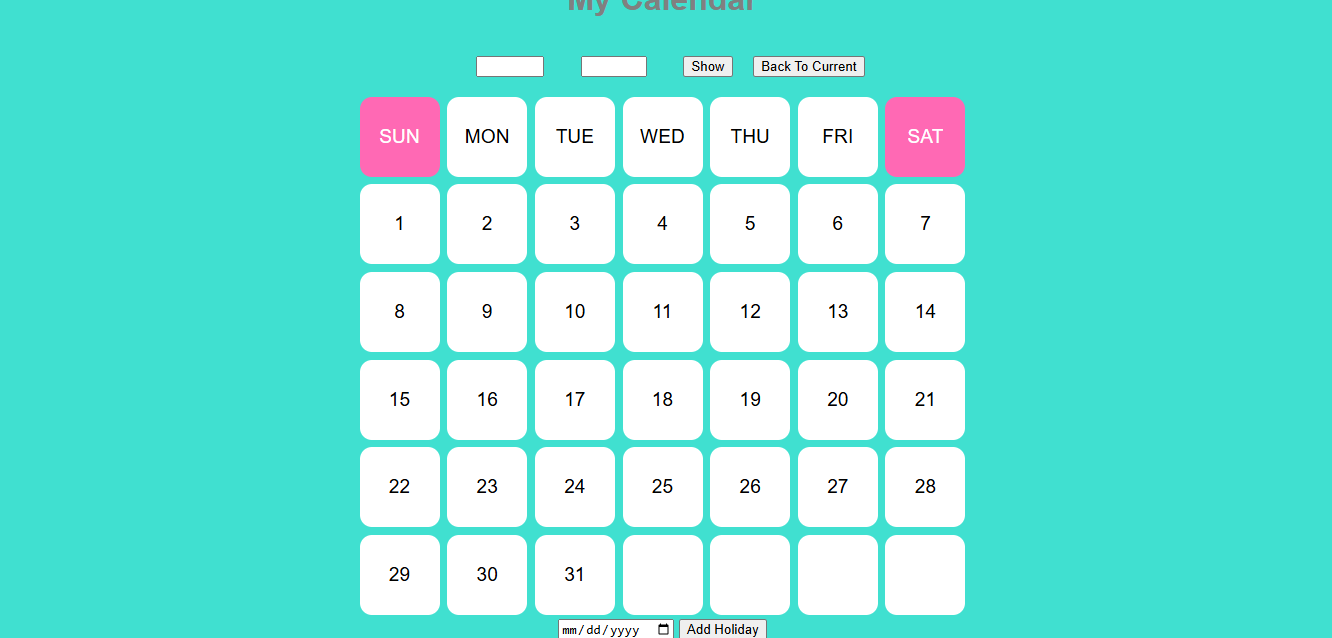 My Calendar
Show Back To Current
SUN MON TUE WED THU FRI SAT
1 2 3 4 5 6 7
8 9 10 11 12 13 14
15 16 17 18 19 20 21
22 23 24 25 26 27 28
29 30 31
mm/dd/yyyy Add Holiday